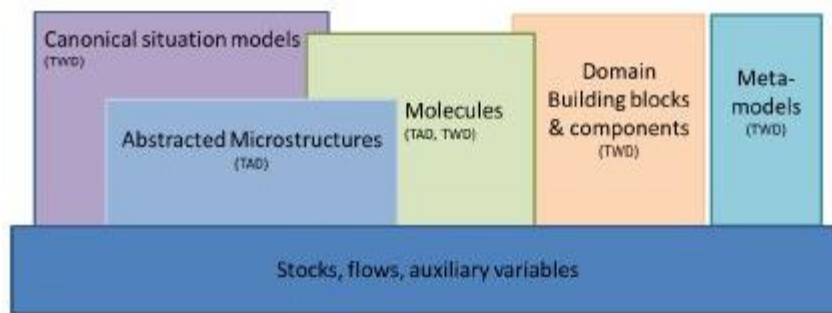 Canonical situation models
(TWD)
Abstracted Microstructures
(TAD)
Molecules
(TAD, TWD)
Domain
Building blocks
& components
(TWD)
Meta-
models
(TWD)
Stocks, flows, auxiliary variables